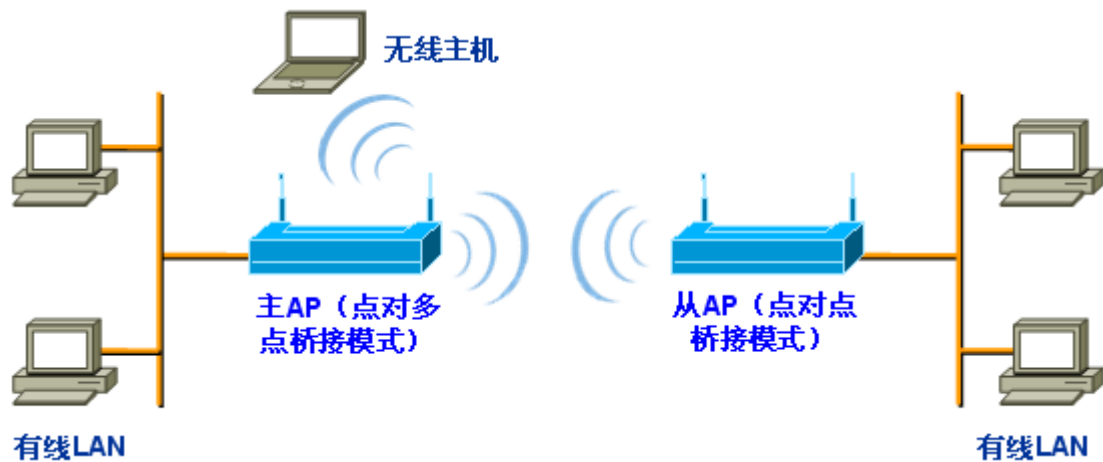 无线主机
主AP（点对多
点桥接模式）
从AP（点对点
桥接模式）
有线LAN
有线LAN